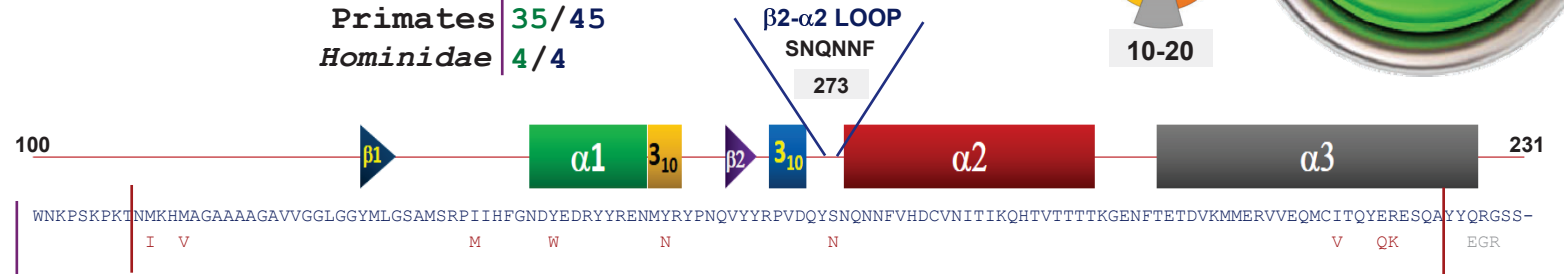 Primates 35/45
Hominidae 4/4
β2-α2 LOOP
SNQNNF
273
10-20
100 β1 α1 3₁₀ β2 3₁₀ α2 α3 231
WNKPSKPKTNMKHMAGAAAAGAVVGGLGGYMLGSAMSRPIIHFGNDYEDRYYRENMYRYPNQVYYRPVDQYSNQNNFVHDCVNITIKQHTVTTTTKGENFTETDVKMMERVVEQMCITQYERESQAYYQRGSS-
I V M W N N V QK EGR